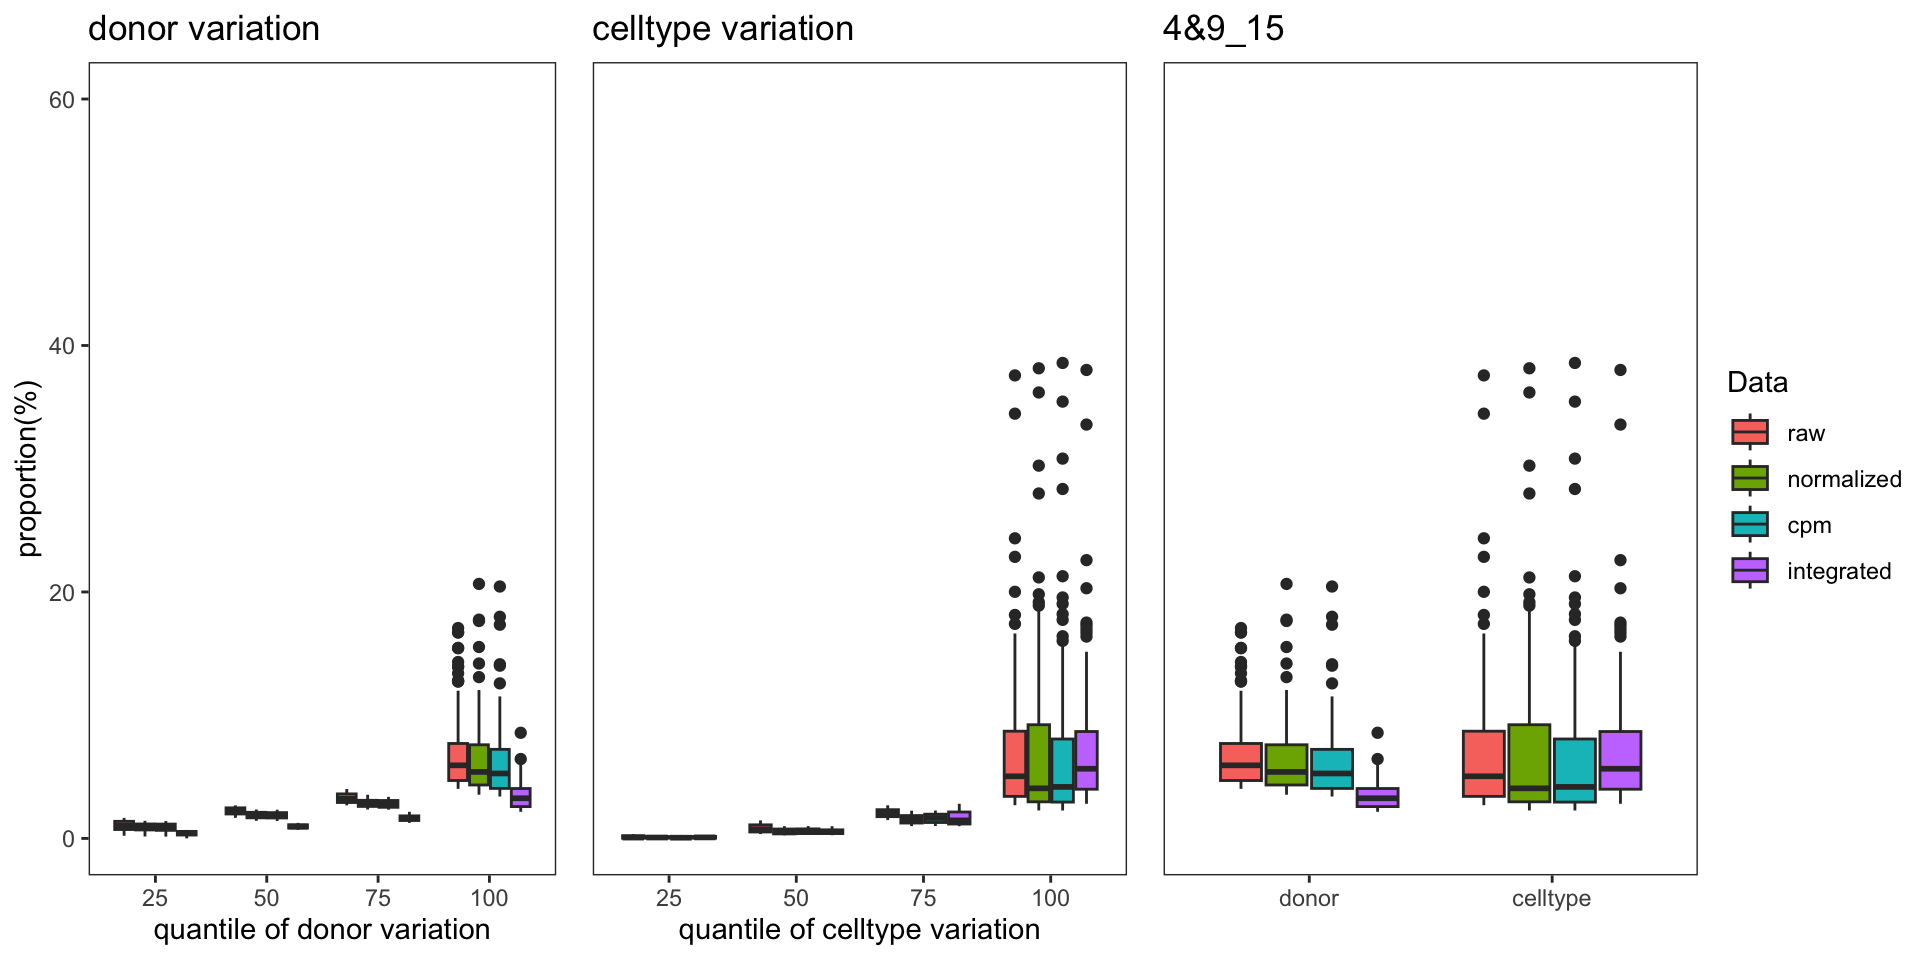 donor variation
celltype variation
4&9_15
proportion(%)
60
40
20
0
25 50 75 100
quantile of donor variation
25 50 75 100
quantile of celltype variation
donor celltype
Data
raw
normalized
cpm
integrated